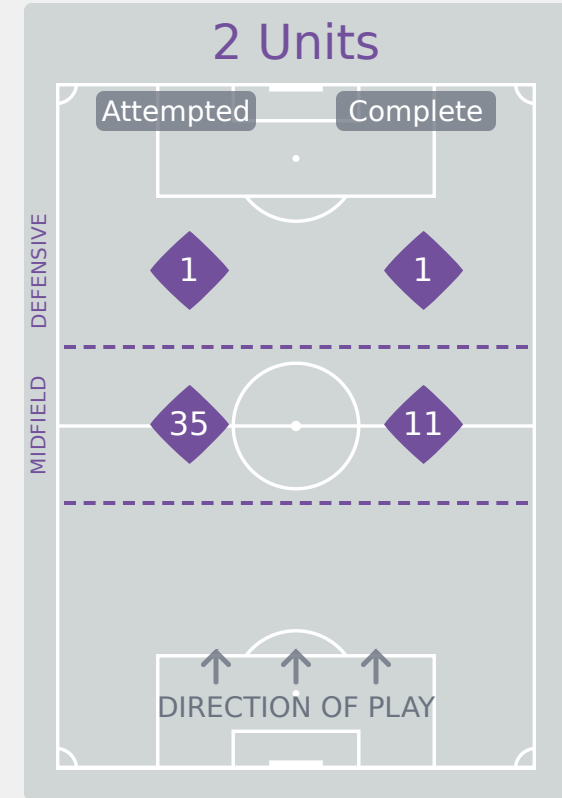 2 Units
Attempted Complete
DEFENSIVE
1 1
MIDFIELD
35 11
DIRECTION OF PLAY